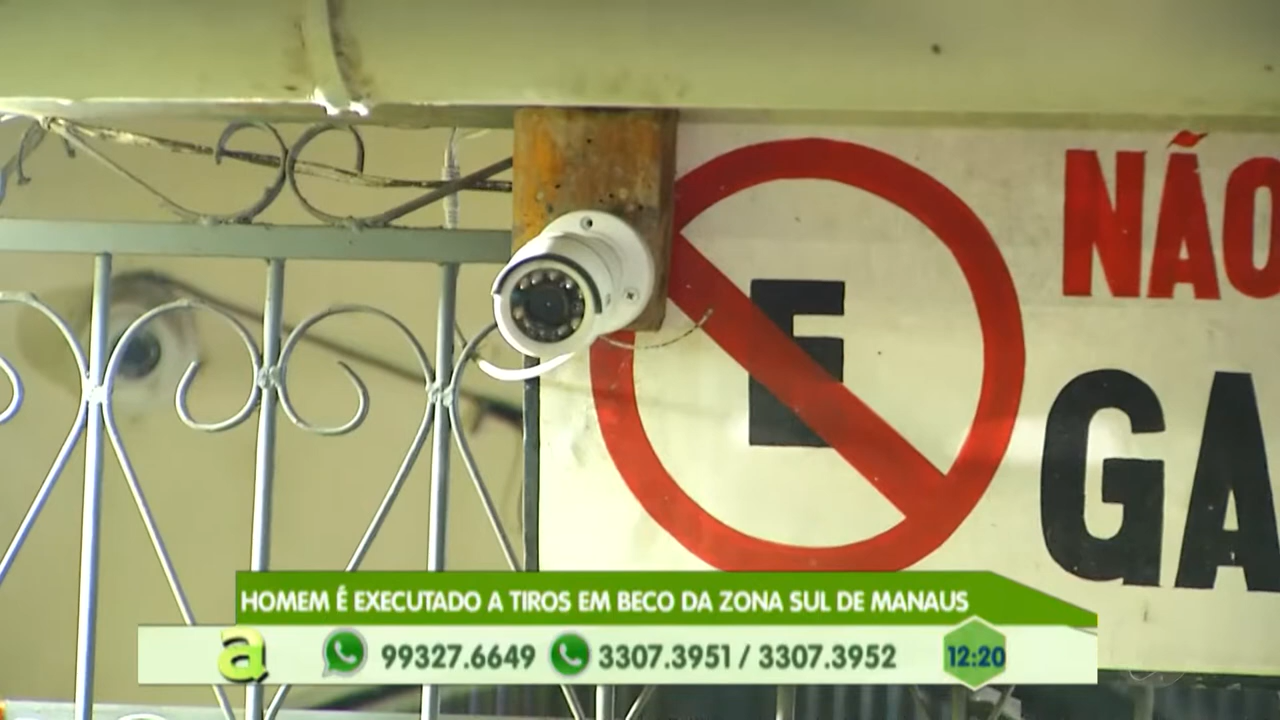 NÃO
E
GA
HOMEM É EXECUTADO A TIROS EM BECO DA ZONA SUL DE MANAUS
a 99327.6649 3307.3951 / 3307.3952 12:20